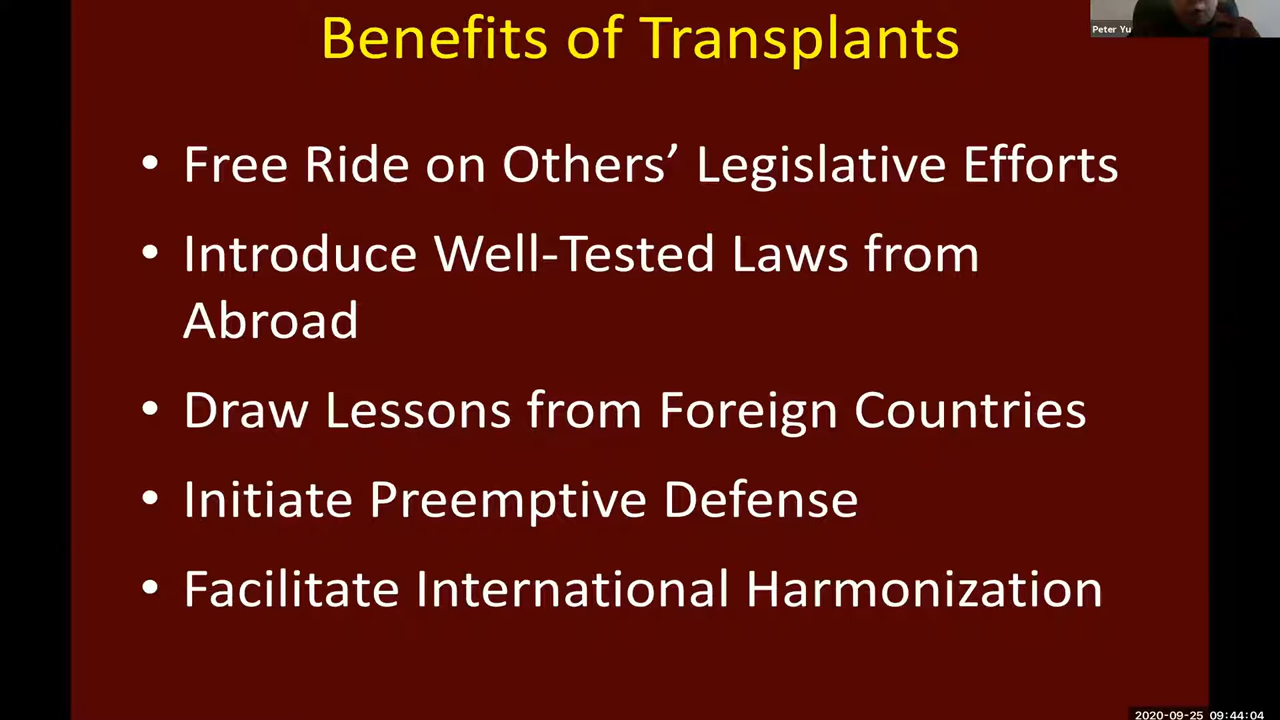 Benefits of Transplants
Peter Yu
• Free Ride on Others’ Legislative Efforts
• Introduce Well-Tested Laws from
Abroad
• Draw Lessons from Foreign Countries
• Initiate Preemptive Defense
• Facilitate International Harmonization
2020-09-25 09:44:04